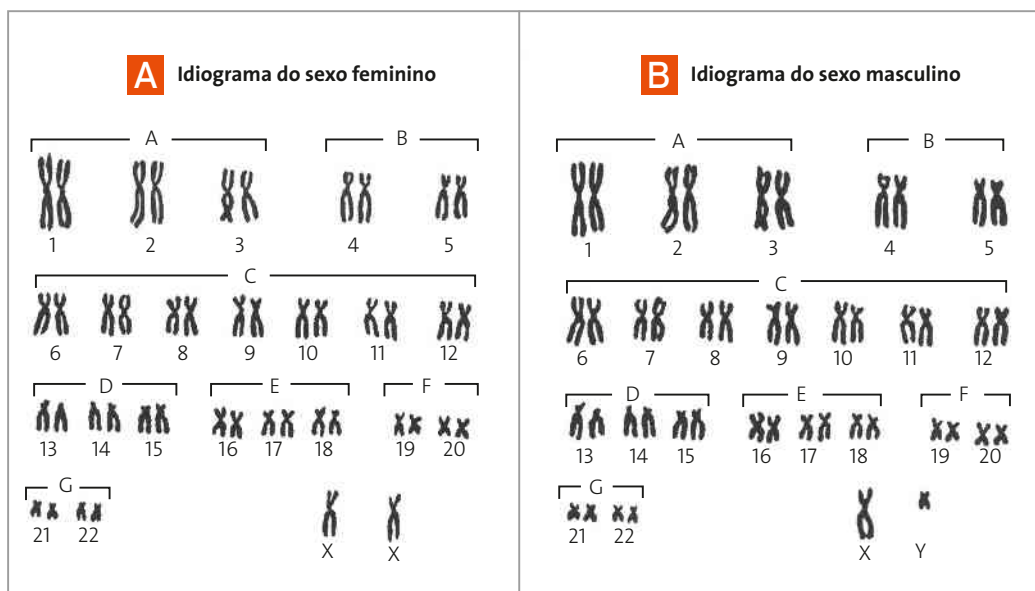 A Idiograma do sexo feminino
A B
1 2 3 4 5
C
6 7 8 9 10 11 12
D E F
13 14 15 16 17 18 19 20
G
21 22
X X
B Idiograma do sexo masculino
A B
1 2 3 4 5
C
6 7 8 9 10 11 12
D E F
13 14 15 16 17 18 19 20
G
21 22
X Y